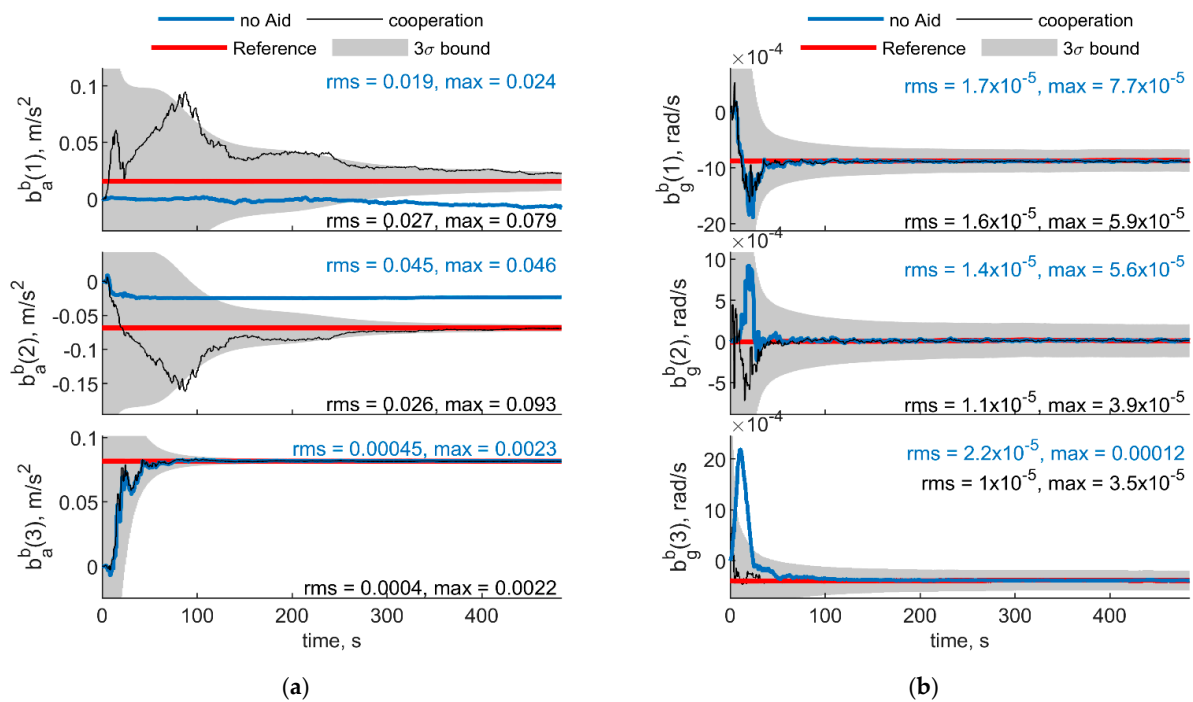 no Aid cooperation
Reference 3σ bound
rms = 0.019, max = 0.024
0.1
0.05
0
b_a^b(1), m/s^2
rms = 0.027, max = 0.079
rms = 0.045, max = 0.046
0
-0.05
-0.1
-0.15
b_a^b(2), m/s^2
rms = 0.026, max = 0.093
0.1
0.05
0
b_a^b(3), m/s^2
rms = 0.00045, max = 0.0023
rms = 0.0004, max = 0.0022
0 100 200 300 400
time, s
(a)
no Aid cooperation
Reference 3σ bound
×10^-4
rms = 1.7x10^-5, max = 7.7x10^-5
0
-10
-20
b_g^b(1), rad/s
rms = 1.6x10^-5, max = 5.9x10^-5
×10^-4
rms = 1.4x10^-5, max = 5.6x10^-5
10
5
0
-5
b_g^b(2), rad/s
rms = 1.1x10^-5, max = 3.9x10^-5
×10^-4
20
10
0
b_g^b(3), rad/s
rms = 2.2x10^-5, max = 0.00012
rms = 1x10^-5, max = 3.5x10^-5
0 100 200 300 400
time, s
(b)